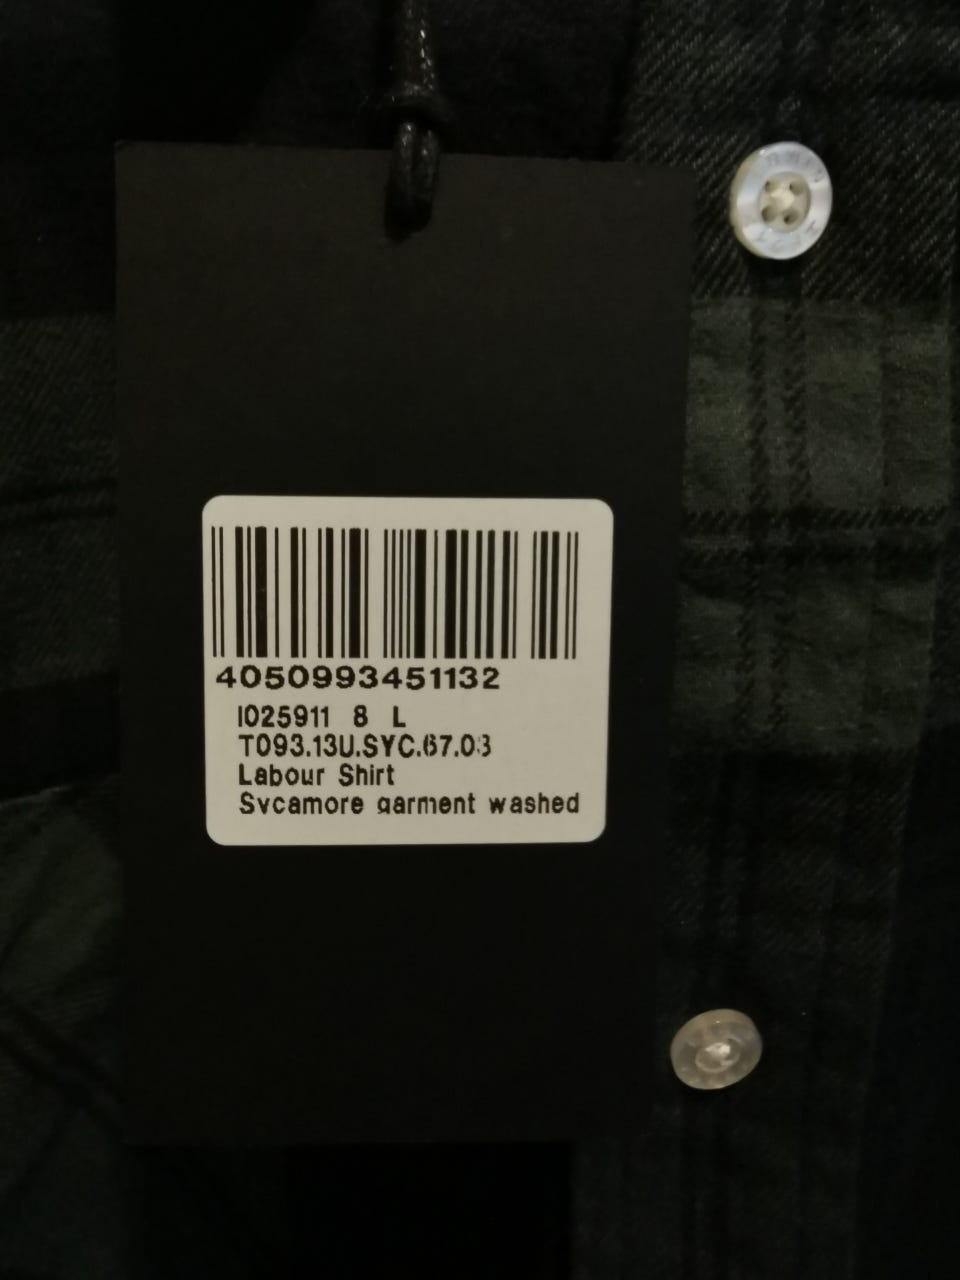 4050993451132
I025911 8 L
T093.13U.SYC.67.03
Labour Shirt
Sycamore garment washed